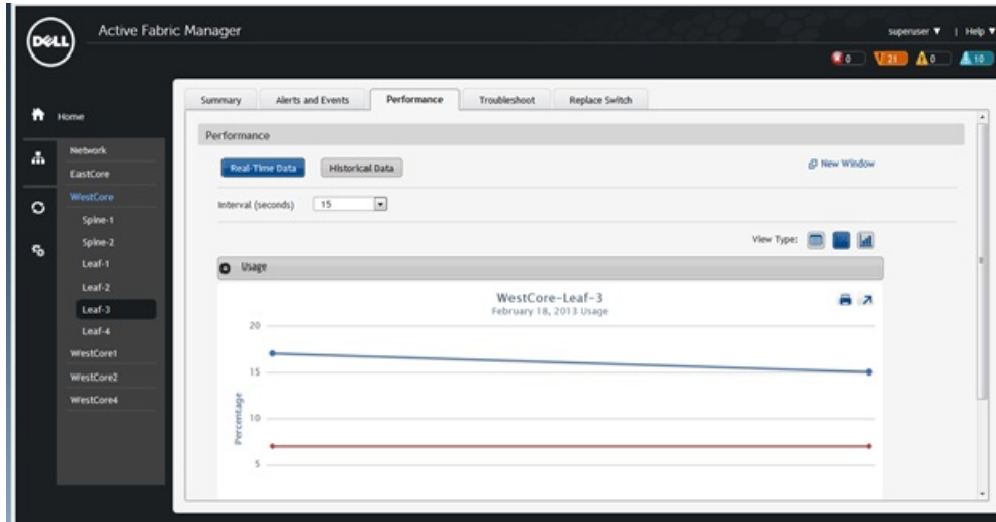 DELL
Active Fabric Manager
superuser ▼ | Help ▼
0 21 0 10
Summary Alerts and Events Performance Troubleshoot Replace Switch
Home
Performance
Network
Real-Time Data Historical Data New Window
EastCore
WestCore
Interval (seconds) 15
Spine-1
Spine-2
View Type:
Leaf-1
Usage
Leaf-2
WestCore-Leaf-3
Leaf-3
February 18, 2013 Usage
Leaf-4
20
WestCore1
15
WestCore2
WestCore4
Percentage
10
5